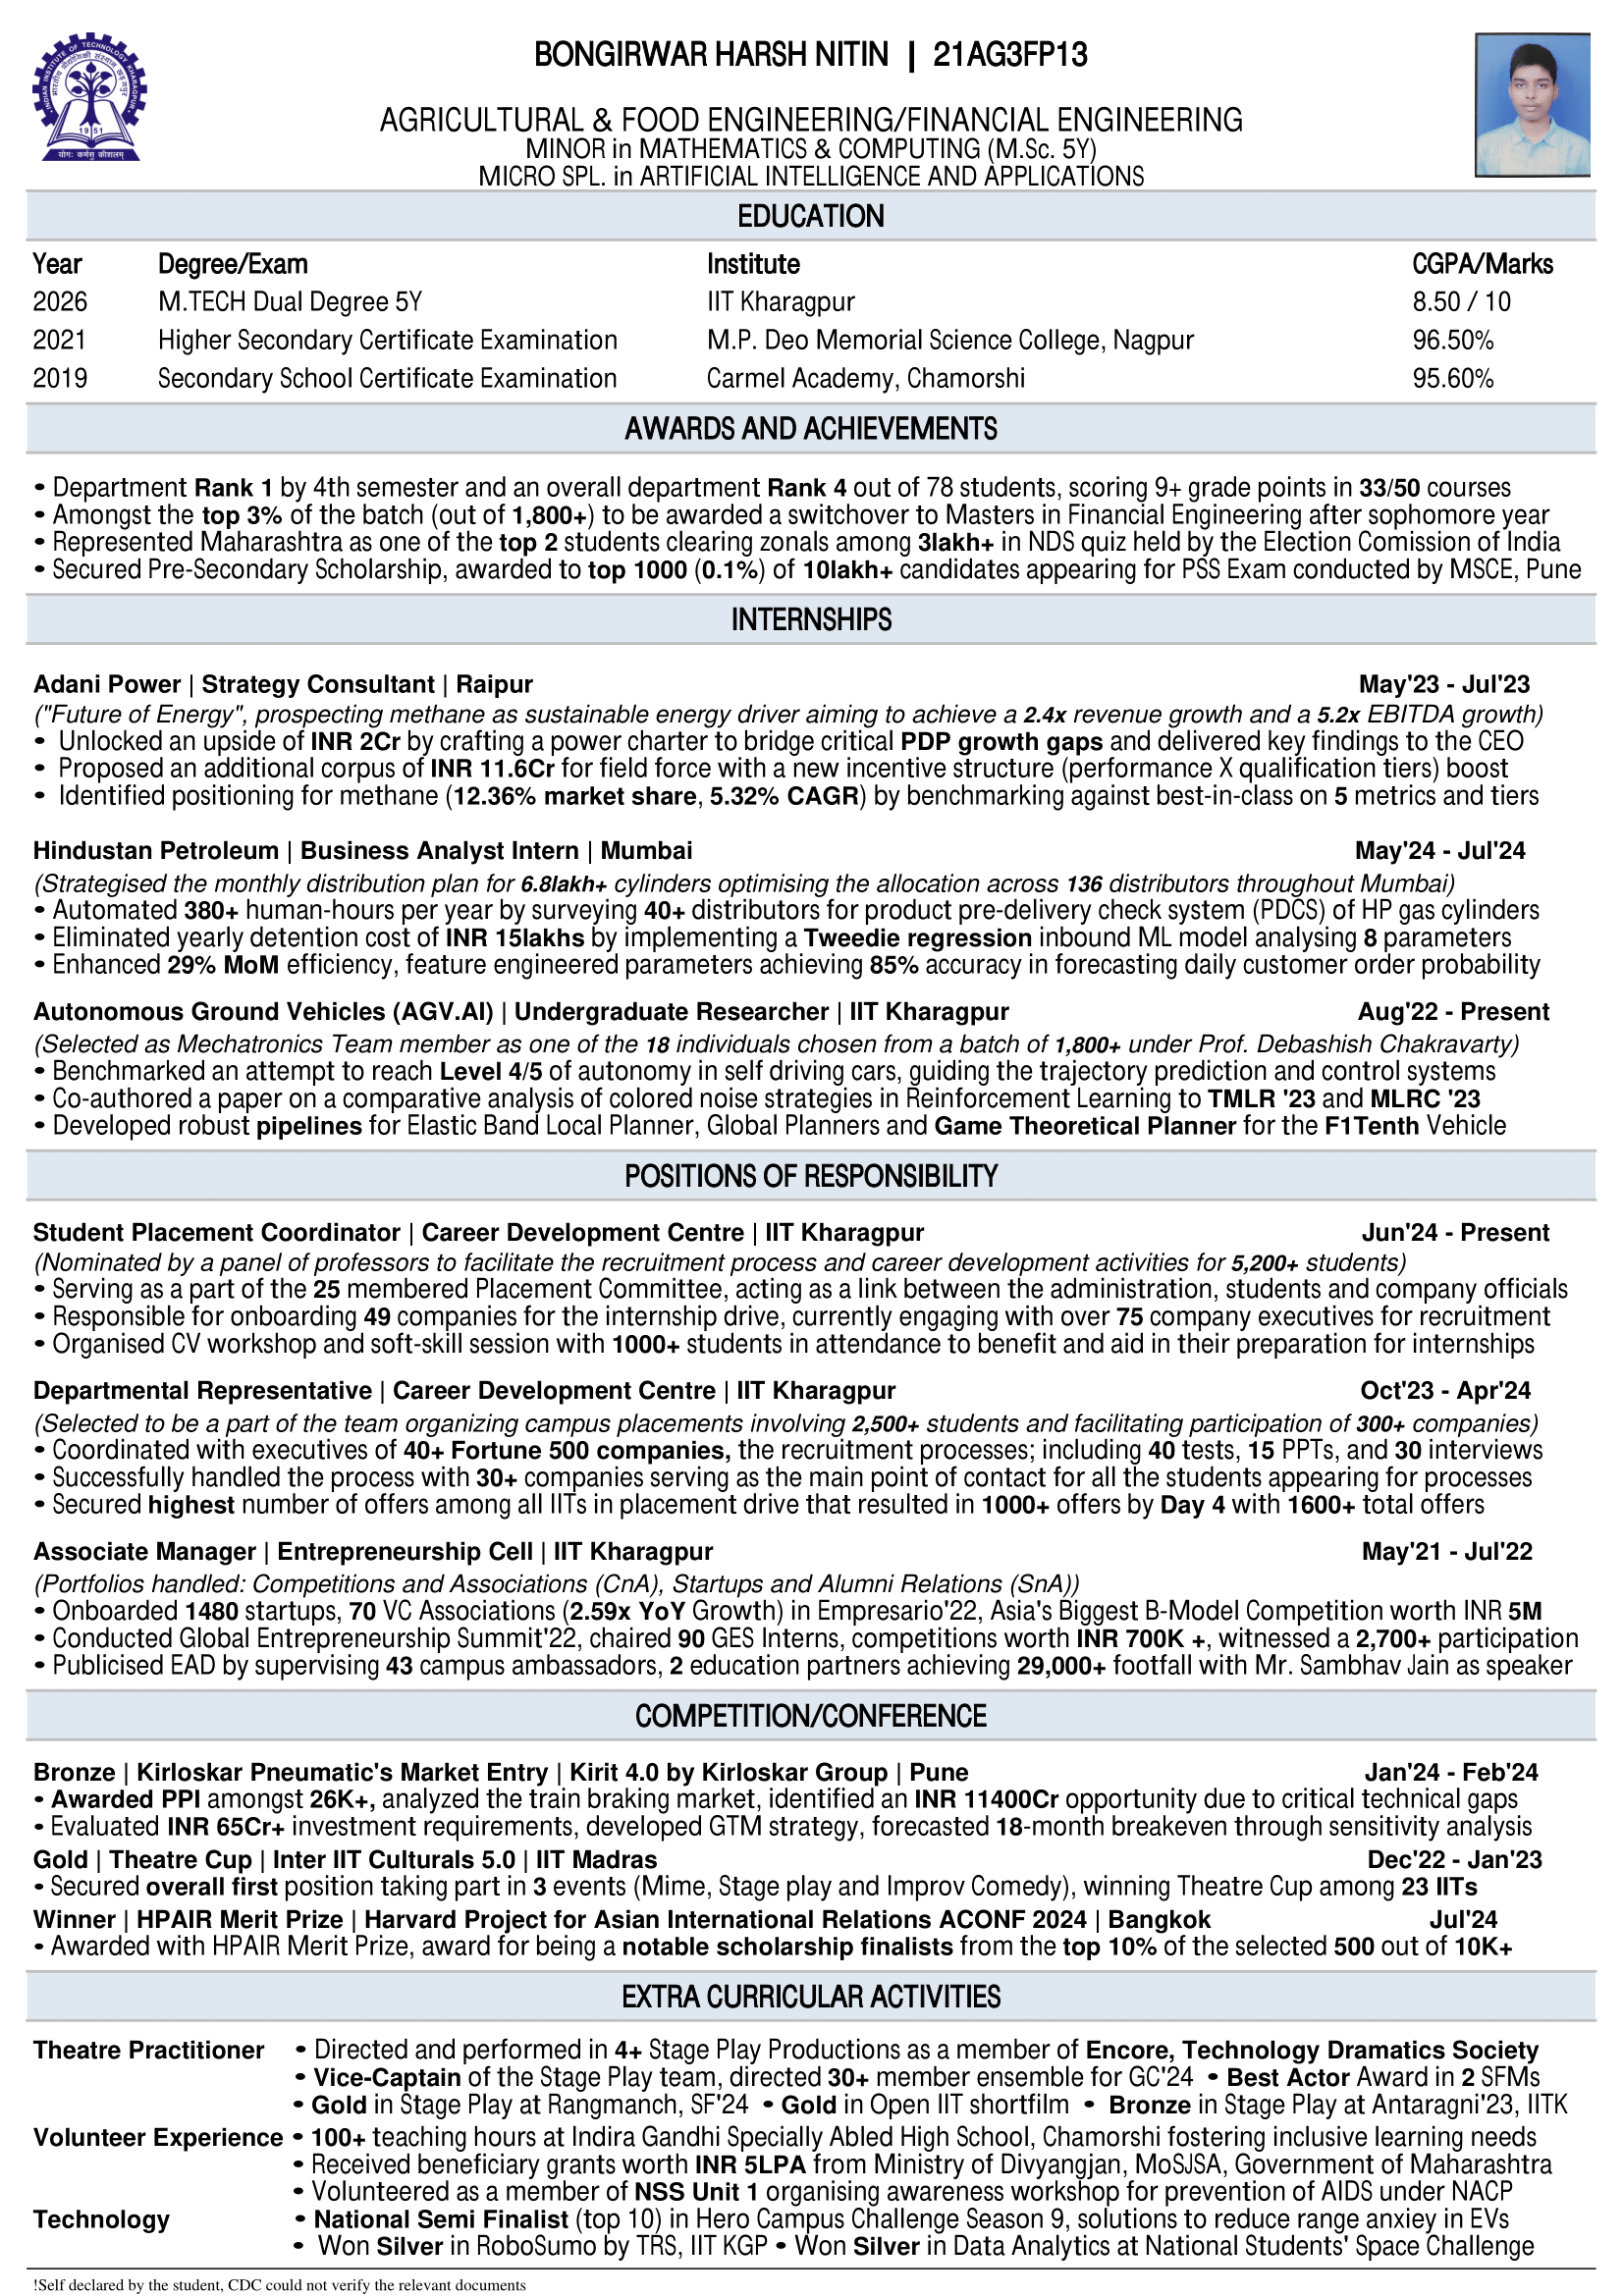 INDIAN INSTITUTE OF TECHNOLOGY KHARAGPUR
भारतीय प्रौद्योगिकी संस्थान खड़गपुर
1951
योगः कर्मसु कौशलम्
BONGIRWAR HARSH NITIN | 21AG3FP13
AGRICULTURAL & FOOD ENGINEERING/FINANCIAL ENGINEERING
MINOR in MATHEMATICS & COMPUTING (M.Sc. 5Y)
MICRO SPL. in ARTIFICIAL INTELLIGENCE AND APPLICATIONS
EDUCATION
Year Degree/Exam Institute CGPA/Marks
2026 M.TECH Dual Degree 5Y IIT Kharagpur 8.50 / 10
2021 Higher Secondary Certificate Examination M.P. Deo Memorial Science College, Nagpur 96.50%
2019 Secondary School Certificate Examination Carmel Academy, Chamorshi 95.60%
AWARDS AND ACHIEVEMENTS
• Department Rank 1 by 4th semester and an overall department Rank 4 out of 78 students, scoring 9+ grade points in 33/50 courses
• Amongst the top 3% of the batch (out of 1,800+) to be awarded a switchover to Masters in Financial Engineering after sophomore year
• Represented Maharashtra as one of the top 2 students clearing zonals among 3lakh+ in NDS quiz held by the Election Comission of India
• Secured Pre-Secondary Scholarship, awarded to top 1000 (0.1%) of 10lakh+ candidates appearing for PSS Exam conducted by MSCE, Pune
INTERNSHIPS
Adani Power | Strategy Consultant | Raipur May'23 - Jul'23
("Future of Energy", prospecting methane as sustainable energy driver aiming to achieve a 2.4x revenue growth and a 5.2x EBITDA growth)
• Unlocked an upside of INR 2Cr by crafting a power charter to bridge critical PDP growth gaps and delivered key findings to the CEO
• Proposed an additional corpus of INR 11.6Cr for field force with a new incentive structure (performance X qualification tiers) boost
• Identified positioning for methane (12.36% market share, 5.32% CAGR) by benchmarking against best-in-class on 5 metrics and tiers
Hindustan Petroleum | Business Analyst Intern | Mumbai May'24 - Jul'24
(Strategised the monthly distribution plan for 6.8lakh+ cylinders optimising the allocation across 136 distributors throughout Mumbai)
• Automated 380+ human-hours per year by surveying 40+ distributors for product pre-delivery check system (PDCS) of HP gas cylinders
• Eliminated yearly detention cost of INR 15lakhs by implementing a Tweedie regression inbound ML model analysing 8 parameters
• Enhanced 29% MoM efficiency, feature engineered parameters achieving 85% accuracy in forecasting daily customer order probability
Autonomous Ground Vehicles (AGV.AI) | Undergraduate Researcher | IIT Kharagpur Aug'22 - Present
(Selected as Mechatronics Team member as one of the 18 individuals chosen from a batch of 1,800+ under Prof. Debashish Chakravarty)
• Benchmarked an attempt to reach Level 4/5 of autonomy in self driving cars, guiding the trajectory prediction and control systems
• Co-authored a paper on a comparative analysis of colored noise strategies in Reinforcement Learning to TMLR '23 and MLRC '23
• Developed robust pipelines for Elastic Band Local Planner, Global Planners and Game Theoretical Planner for the F1Tenth Vehicle
POSITIONS OF RESPONSIBILITY
Student Placement Coordinator | Career Development Centre | IIT Kharagpur Jun'24 - Present
(Nominated by a panel of professors to facilitate the recruitment process and career development activities for 5,200+ students)
• Serving as a part of the 25 membered Placement Committee, acting as a link between the administration, students and company officials
• Responsible for onboarding 49 companies for the internship drive, currently engaging with over 75 company executives for recruitment
• Organised CV workshop and soft-skill session with 1000+ students in attendance to benefit and aid in their preparation for internships
Departmental Representative | Career Development Centre | IIT Kharagpur Oct'23 - Apr'24
(Selected to be a part of the team organizing campus placements involving 2,500+ students and facilitating participation of 300+ companies)
• Coordinated with executives of 40+ Fortune 500 companies, the recruitment processes; including 40 tests, 15 PPTs, and 30 interviews
• Successfully handled the process with 30+ companies serving as the main point of contact for all the students appearing for processes
• Secured highest number of offers among all IITs in placement drive that resulted in 1000+ offers by Day 4 with 1600+ total offers
Associate Manager | Entrepreneurship Cell | IIT Kharagpur May'21 - Jul'22
(Portfolios handled: Competitions and Associations (CnA), Startups and Alumni Relations (SnA))
• Onboarded 1480 startups, 70 VC Associations (2.59x YoY Growth) in Empresario'22, Asia's Biggest B-Model Competition worth INR 5M
• Conducted Global Entrepreneurship Summit'22, chaired 90 GES Interns, competitions worth INR 700K +, witnessed a 2,700+ participation
• Publicised EAD by supervising 43 campus ambassadors, 2 education partners achieving 29,000+ footfall with Mr. Sambhav Jain as speaker
COMPETITION/CONFERENCE
Bronze | Kirloskar Pneumatic's Market Entry | Kirit 4.0 by Kirloskar Group | Pune Jan'24 - Feb'24
• Awarded PPI amongst 26K+, analyzed the train braking market, identified an INR 11400Cr opportunity due to critical technical gaps
• Evaluated INR 65Cr+ investment requirements, developed GTM strategy, forecasted 18-month breakeven through sensitivity analysis
Gold | Theatre Cup | Inter IIT Culturals 5.0 | IIT Madras Dec'22 - Jan'23
• Secured overall first position taking part in 3 events (Mime, Stage play and Improv Comedy), winning Theatre Cup among 23 IITs
Winner | HPAIR Merit Prize | Harvard Project for Asian International Relations ACONF 2024 | Bangkok Jul'24
• Awarded with HPAIR Merit Prize, award for being a notable scholarship finalists from the top 10% of the selected 500 out of 10K+
EXTRA CURRICULAR ACTIVITIES
Theatre Practitioner • Directed and performed in 4+ Stage Play Productions as a member of Encore, Technology Dramatics Society
• Vice-Captain of the Stage Play team, directed 30+ member ensemble for GC'24 • Best Actor Award in 2 SFMs
• Gold in Stage Play at Rangmanch, SF'24 • Gold in Open IIT shortfilm • Bronze in Stage Play at Antaragni'23, IITK
Volunteer Experience • 100+ teaching hours at Indira Gandhi Specially Abled High School, Chamorshi fostering inclusive learning needs
• Received beneficiary grants worth INR 5LPA from Ministry of Divyangjan, MoSJSA, Government of Maharashtra
• Volunteered as a member of NSS Unit 1 organising awareness workshop for prevention of AIDS under NACP
Technology • National Semi Finalist (top 10) in Hero Campus Challenge Season 9, solutions to reduce range anxiey in EVs
• Won Silver in RoboSumo by TRS, IIT KGP • Won Silver in Data Analytics at National Students' Space Challenge
!Self declared by the student, CDC could not verify the relevant documents